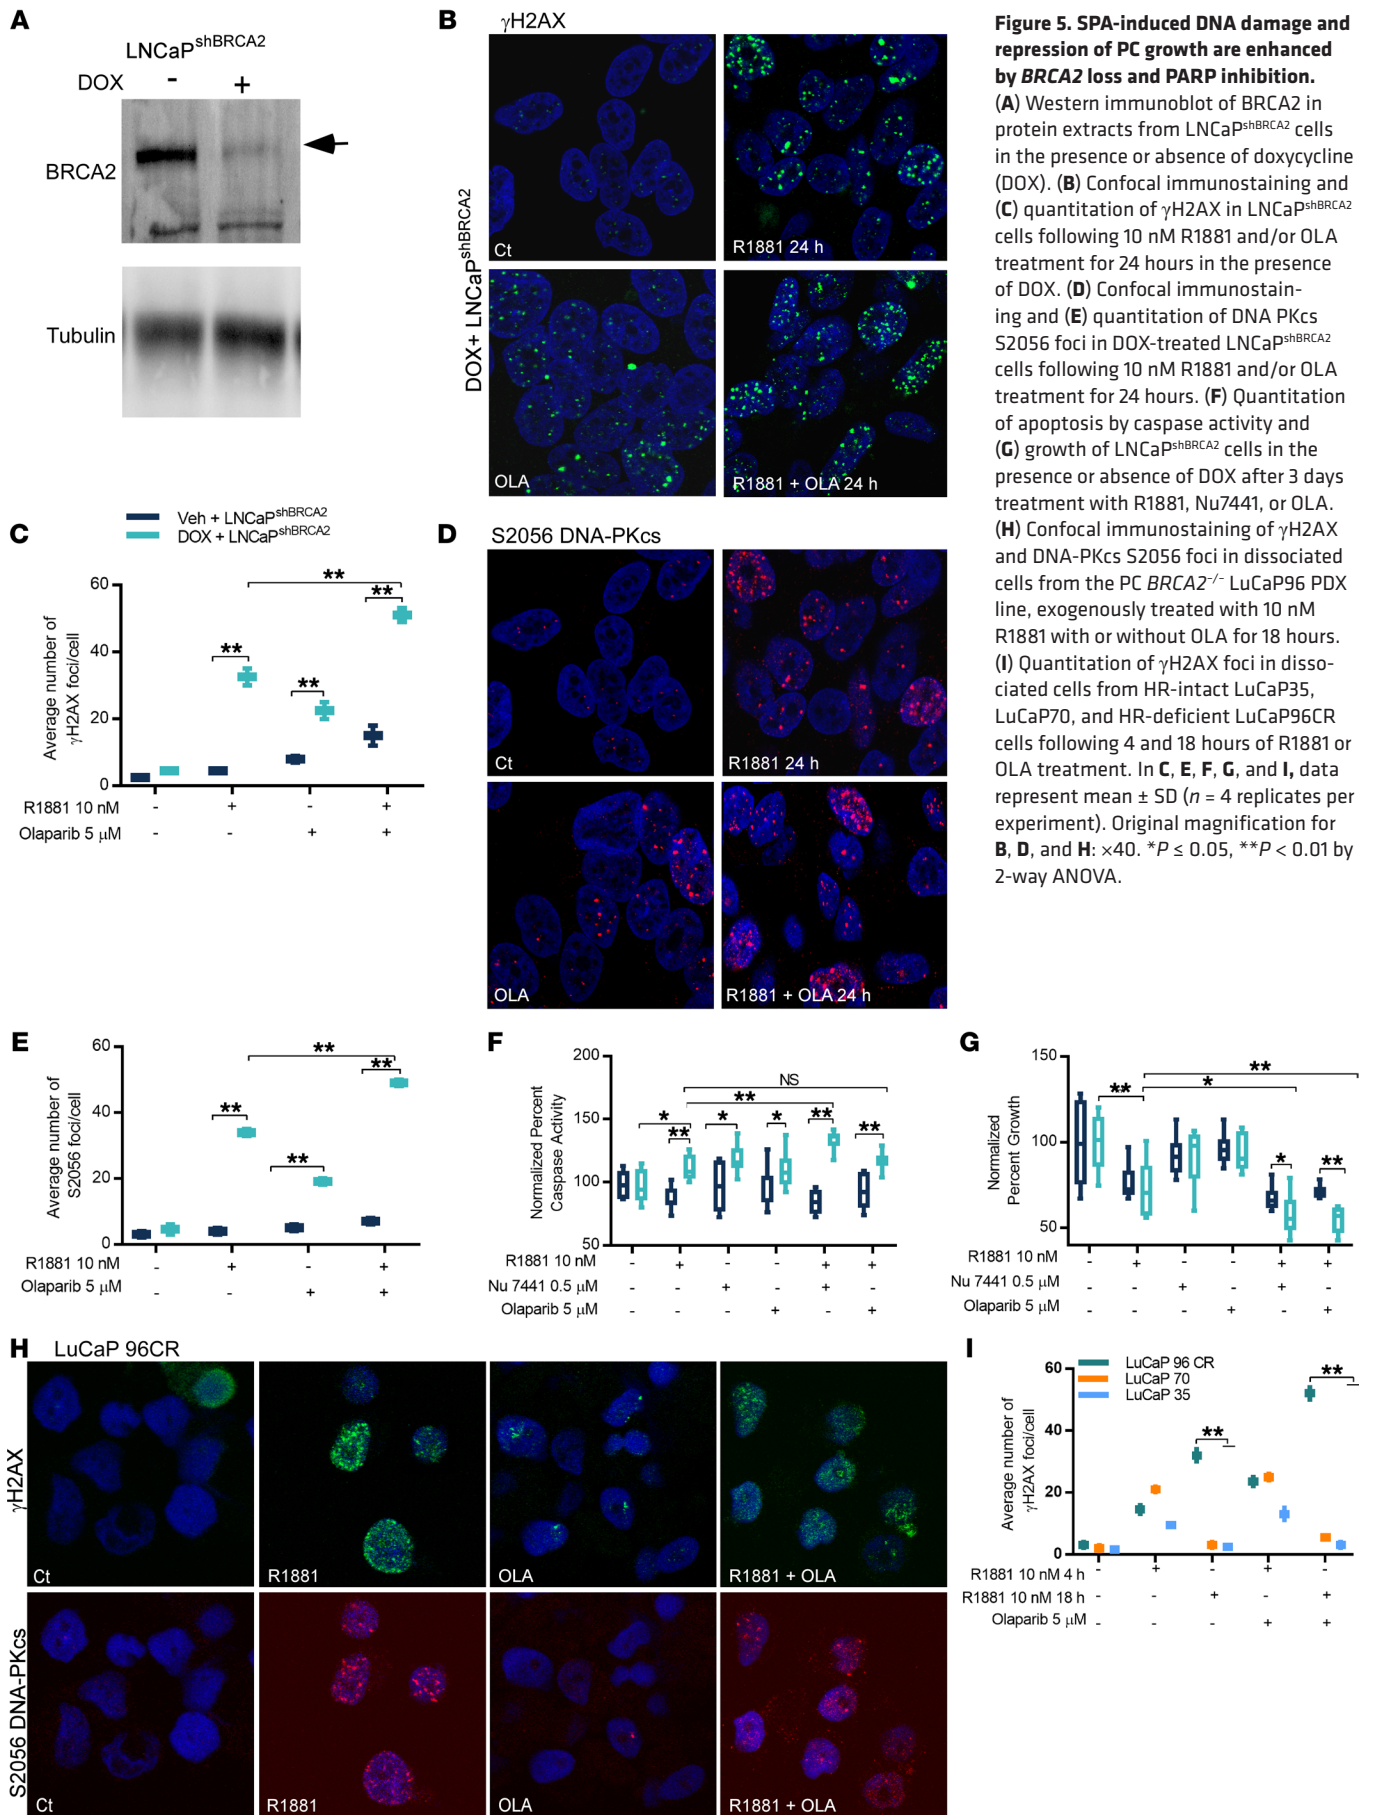 A
LNCaPshBRCA2
DOX - +
BRCA2
Tubulin
B
γH2AX
DOX+ LNCaPshBRCA2
Ct
R1881 24 h
OLA
R1881 + OLA 24 h
Figure 5. SPA-induced DNA damage and
repression of PC growth are enhanced
by BRCA2 loss and PARP inhibition.
(A) Western immunoblot of BRCA2 in
protein extracts from LNCaPshBRCA2 cells
in the presence or absence of doxycycline
(DOX). (B) Confocal immunostaining and
(C) quantitation of γH2AX in LNCaPshBRCA2
cells following 10 nM R1881 and/or OLA
treatment for 24 hours in the presence
of DOX. (D) Confocal immunostain-
ing and (E) quantitation of DNA PKcs
S2056 foci in DOX-treated LNCaPshBRCA2
cells following 10 nM R1881 and/or OLA
treatment for 24 hours. (F) Quantitation
of apoptosis by caspase activity and
(G) growth of LNCaPshBRCA2 cells in the
presence or absence of DOX after 3 days
treatment with R1881, Nu7441, or OLA.
(H) Confocal immunostaining of γH2AX
and DNA-PKcs S2056 foci in dissociated
cells from the PC BRCA2−/− LuCaP96 PDX
line, exogenously treated with 10 nM
R1881 with or without OLA for 18 hours.
(I) Quantitation of γH2AX foci in disso-
ciated cells from HR-intact LuCaP35,
LuCaP70, and HR-deficient LuCaP96CR
cells following 4 and 18 hours of R1881 or
OLA treatment. In C, E, F, G, and I, data
represent mean ± SD (n = 4 replicates per
experiment). Original magnification for
B, D, and H: ×40. *P ≤ 0.05, **P < 0.01 by
2-way ANOVA.
C
Veh + LNCaPshBRCA2
DOX + LNCaPshBRCA2
Average number of
γH2AX foci/cell
60
40
20
0
** ** ** **
R1881 10 nM - + - +
Olaparib 5 μM - - + +
D
S2056 DNA-PKcs
Ct
R1881 24 h
OLA
R1881 + OLA 24 h
E
Average number of
S2056 foci/cell
60
40
20
0
** ** ** **
R1881 10 nM - + - +
Olaparib 5 μM - - + +
F
Normalized Percent
Caspase Activity
200
150
100
50
NS
**
* ** * * ** **
R1881 10 nM - + - - + +
Nu 7441 0.5 μM - - + - + -
Olaparib 5 μM - - - + - +
G
Normalized
Percent Growth
150
100
50
** * ** * **
R1881 10 nM - + - - + +
Nu 7441 0.5 μM - - + - + -
Olaparib 5 μM - - - + - +
H
LuCaP 96CR
γH2AX
Ct
R1881
OLA
R1881 + OLA
S2056 DNA-PKcs
Ct
R1881
OLA
R1881 + OLA
I
LuCaP 96 CR
LuCaP 70
LuCaP 35
Average number of
γH2AX foci/cell
60
40
20
0
** **
R1881 10 nM 4 h - + - + -
R1881 10 nM 18 h - - + - +
Olaparib 5 μM - - - + +